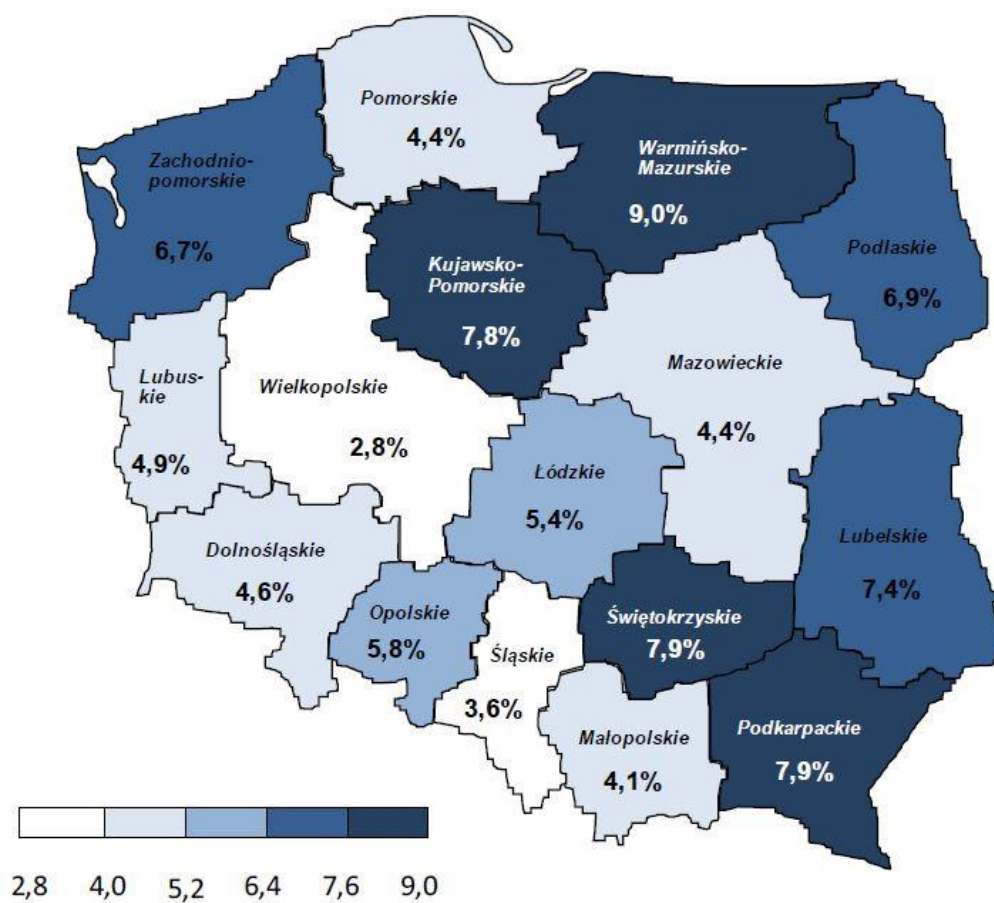 Pomorskie
4,4%
Zachodnio-
pomorskie
6,7%
Warmińsko-
Mazurskie
9,0%
Podlaskie
6,9%
Kujawsko-
Pomorskie
7,8%
Mazowieckie
4,4%
Lubus-
kie
4,9%
Wielkopolskie
2,8%
Łódzkie
5,4%
Lubelskie
7,4%
Dolnośląskie
4,6%
Opolskie
5,8%
Śląskie
3,6%
Świętokrzyskie
7,9%
Małopolskie
4,1%
Podkarpackie
7,9%
2,8 4,0 5,2 6,4 7,6 9,0